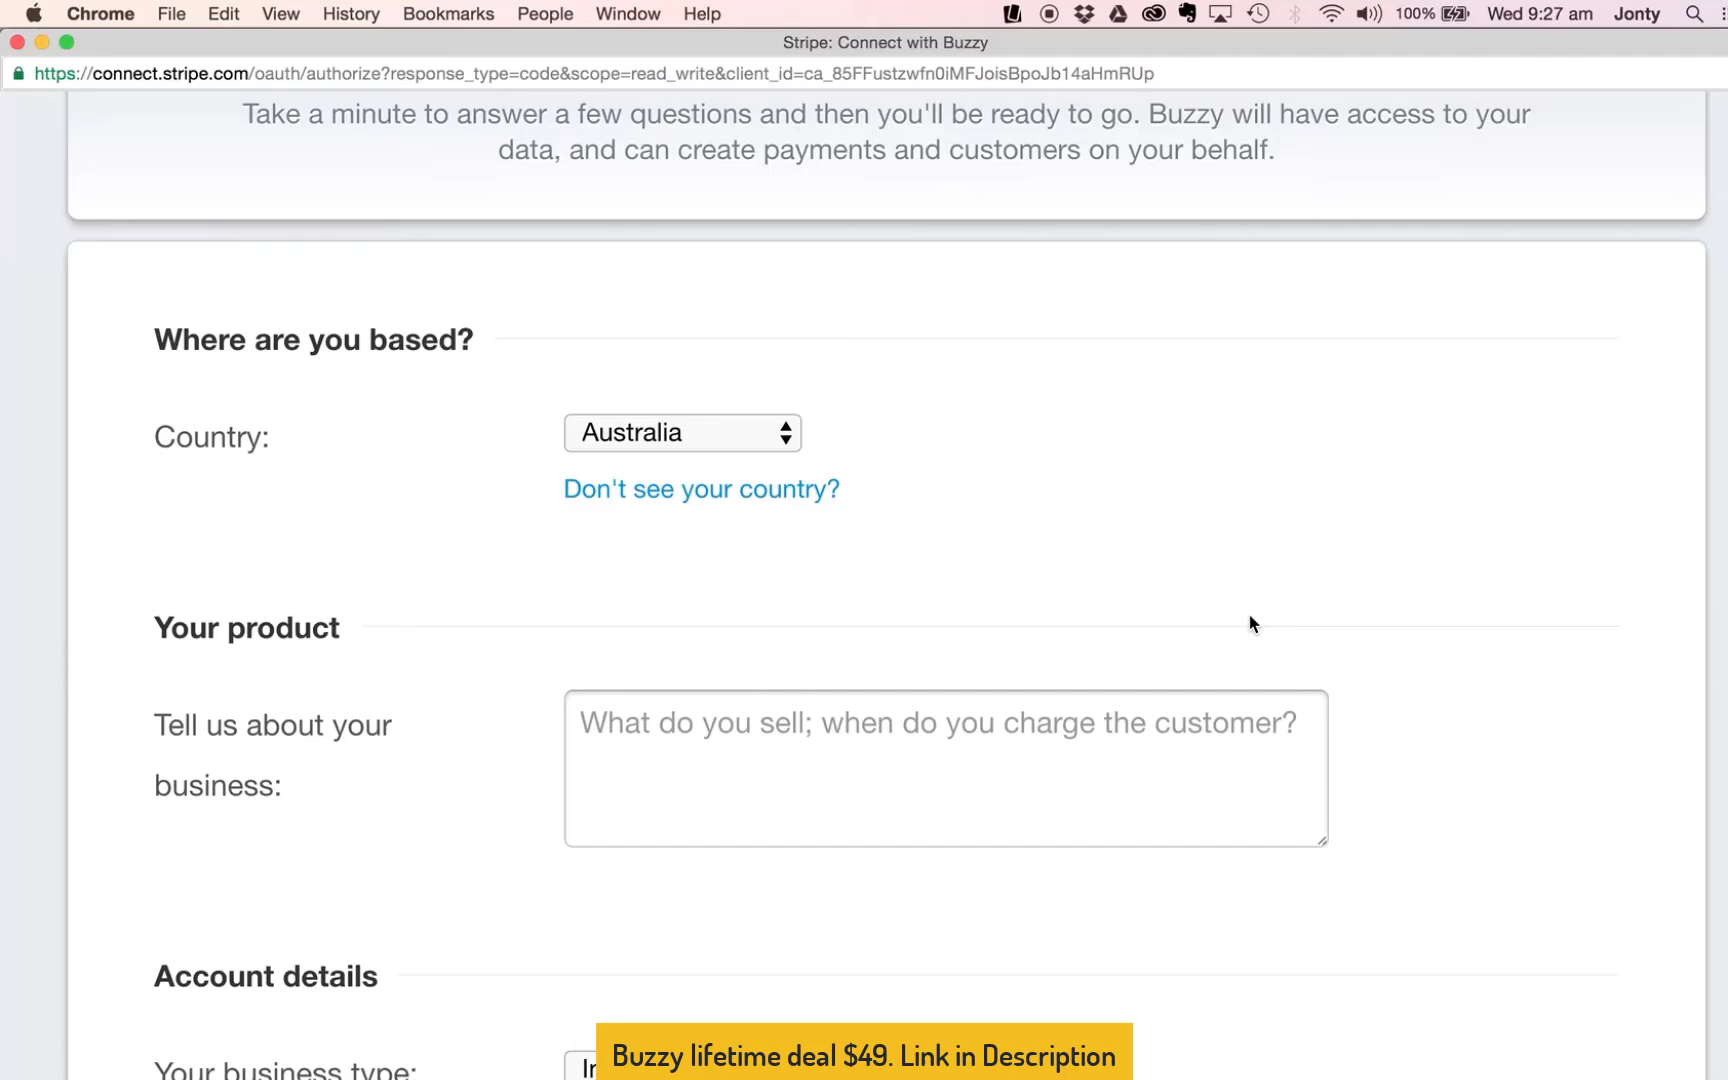 Chrome File Edit View History Bookmarks People Window Help 100% Wed 9:27 am Jonty
Stripe: Connect with Buzzy
https://connect.stripe.com/oauth/authorize?response_type=code&scope=read_write&client_id=ca_85FFustzwfn0iMFJoisBpoJb14aHmRUp
Take a minute to answer a few questions and then you'll be ready to go. Buzzy will have access to your
data, and can create payments and customers on your behalf.
Where are you based?
Country: Australia
Don't see your country?
Your product
Tell us about your
business:
What do you sell; when do you charge the customer?
Account details
Your business type:
Buzzy lifetime deal $49. Link in Description